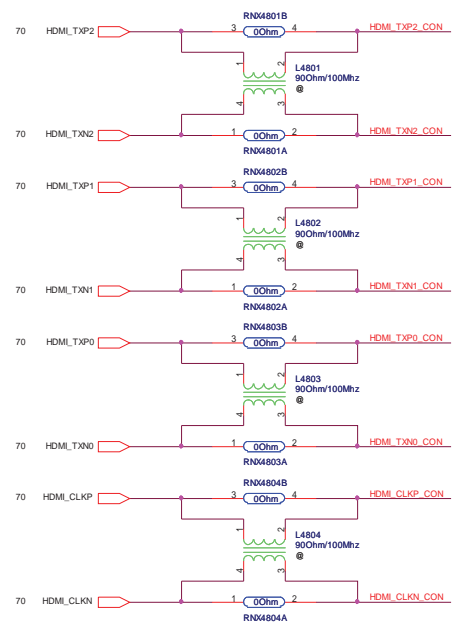 RNX4801B
70 HDMI_TXP2 3 0Ohm 4 HDMI_TXP2_CON
1 2 L4801
90Ohm/100Mhz
4 3 @
70 HDMI_TXN2 1 0Ohm 2 HDMI_TXN2_CON
RNX4801A
RNX4802B
70 HDMI_TXP1 3 0Ohm 4 HDMI_TXP1_CON
1 2 L4802
90Ohm/100Mhz
4 3 @
70 HDMI_TXN1 1 0Ohm 2 HDMI_TXN1_CON
RNX4802A
RNX4803B
70 HDMI_TXP0 3 0Ohm 4 HDMI_TXP0_CON
1 2 L4803
90Ohm/100Mhz
4 3 @
70 HDMI_TXN0 1 0Ohm 2 HDMI_TXN0_CON
RNX4803A
RNX4804B
70 HDMI_CLKP 3 0Ohm 4 HDMI_CLKP_CON
1 2 L4804
90Ohm/100Mhz
4 3 @
70 HDMI_CLKN 1 0Ohm 2 HDMI_CLKN_CON
RNX4804A